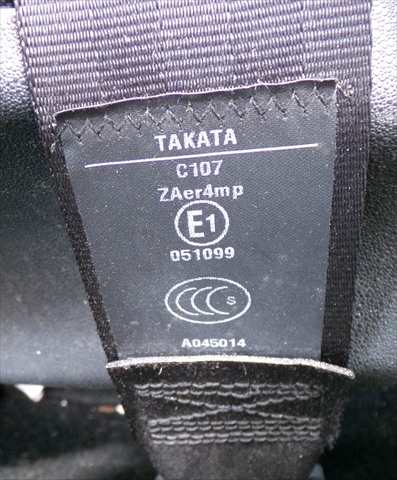 TAKATA
C107
ZAer4mp
E1
051099
CCC S
A045014